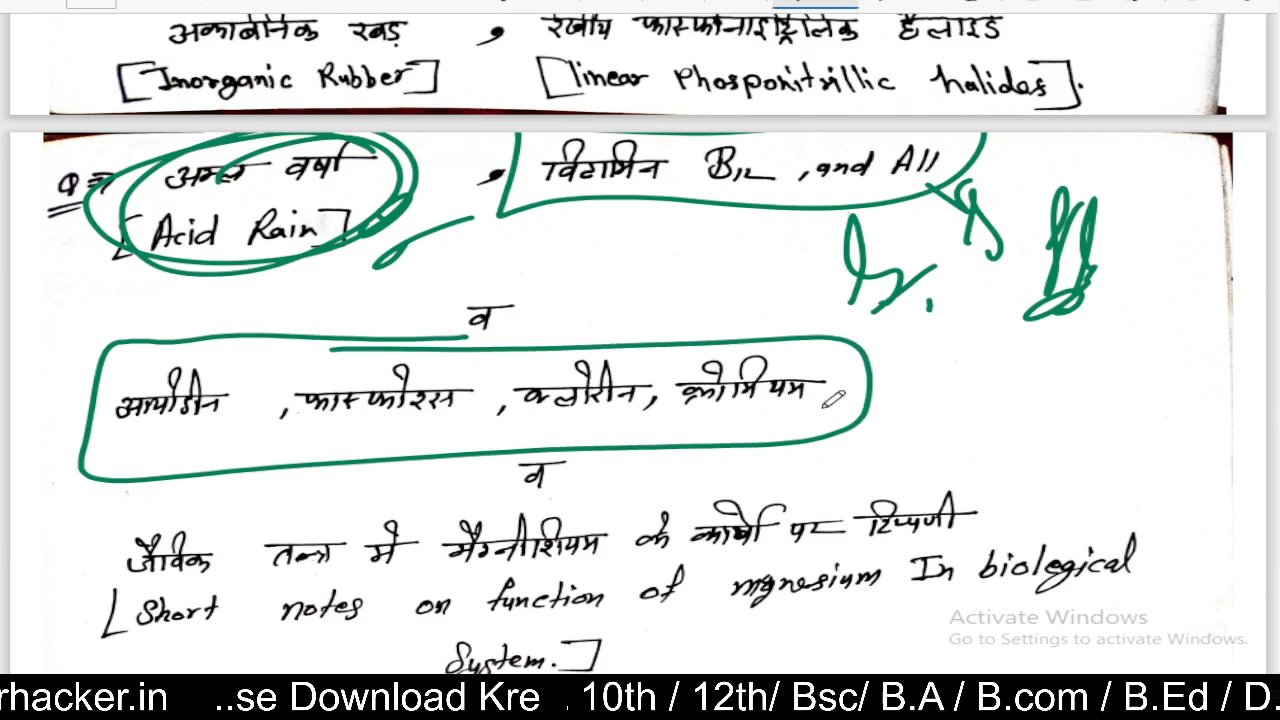 अकार्बनिक रबड़ , रेखीय फास्फोनाइट्रिलिक हैलाइड
[Inorganic Rubber] [linear Phosponitrillic halides].
Q ⇒ अम्ल वर्षा , विटामिन B12 , and All
[Acid Rain]
व
आयोडीन , फास्फोरस , क्लोरीन, क्रोमियम
व
जैविक तन्त्र मे मैग्नीशियम के कार्यो पर टिप्पणी
[Short notes on function of mgnesium In biological
System.]
Activate Windows
Go to Settings to activate Windows.
rhacker.in ..se Download Kre . 10th / 12th/ Bsc/ B.A / B.com / B.Ed / D.